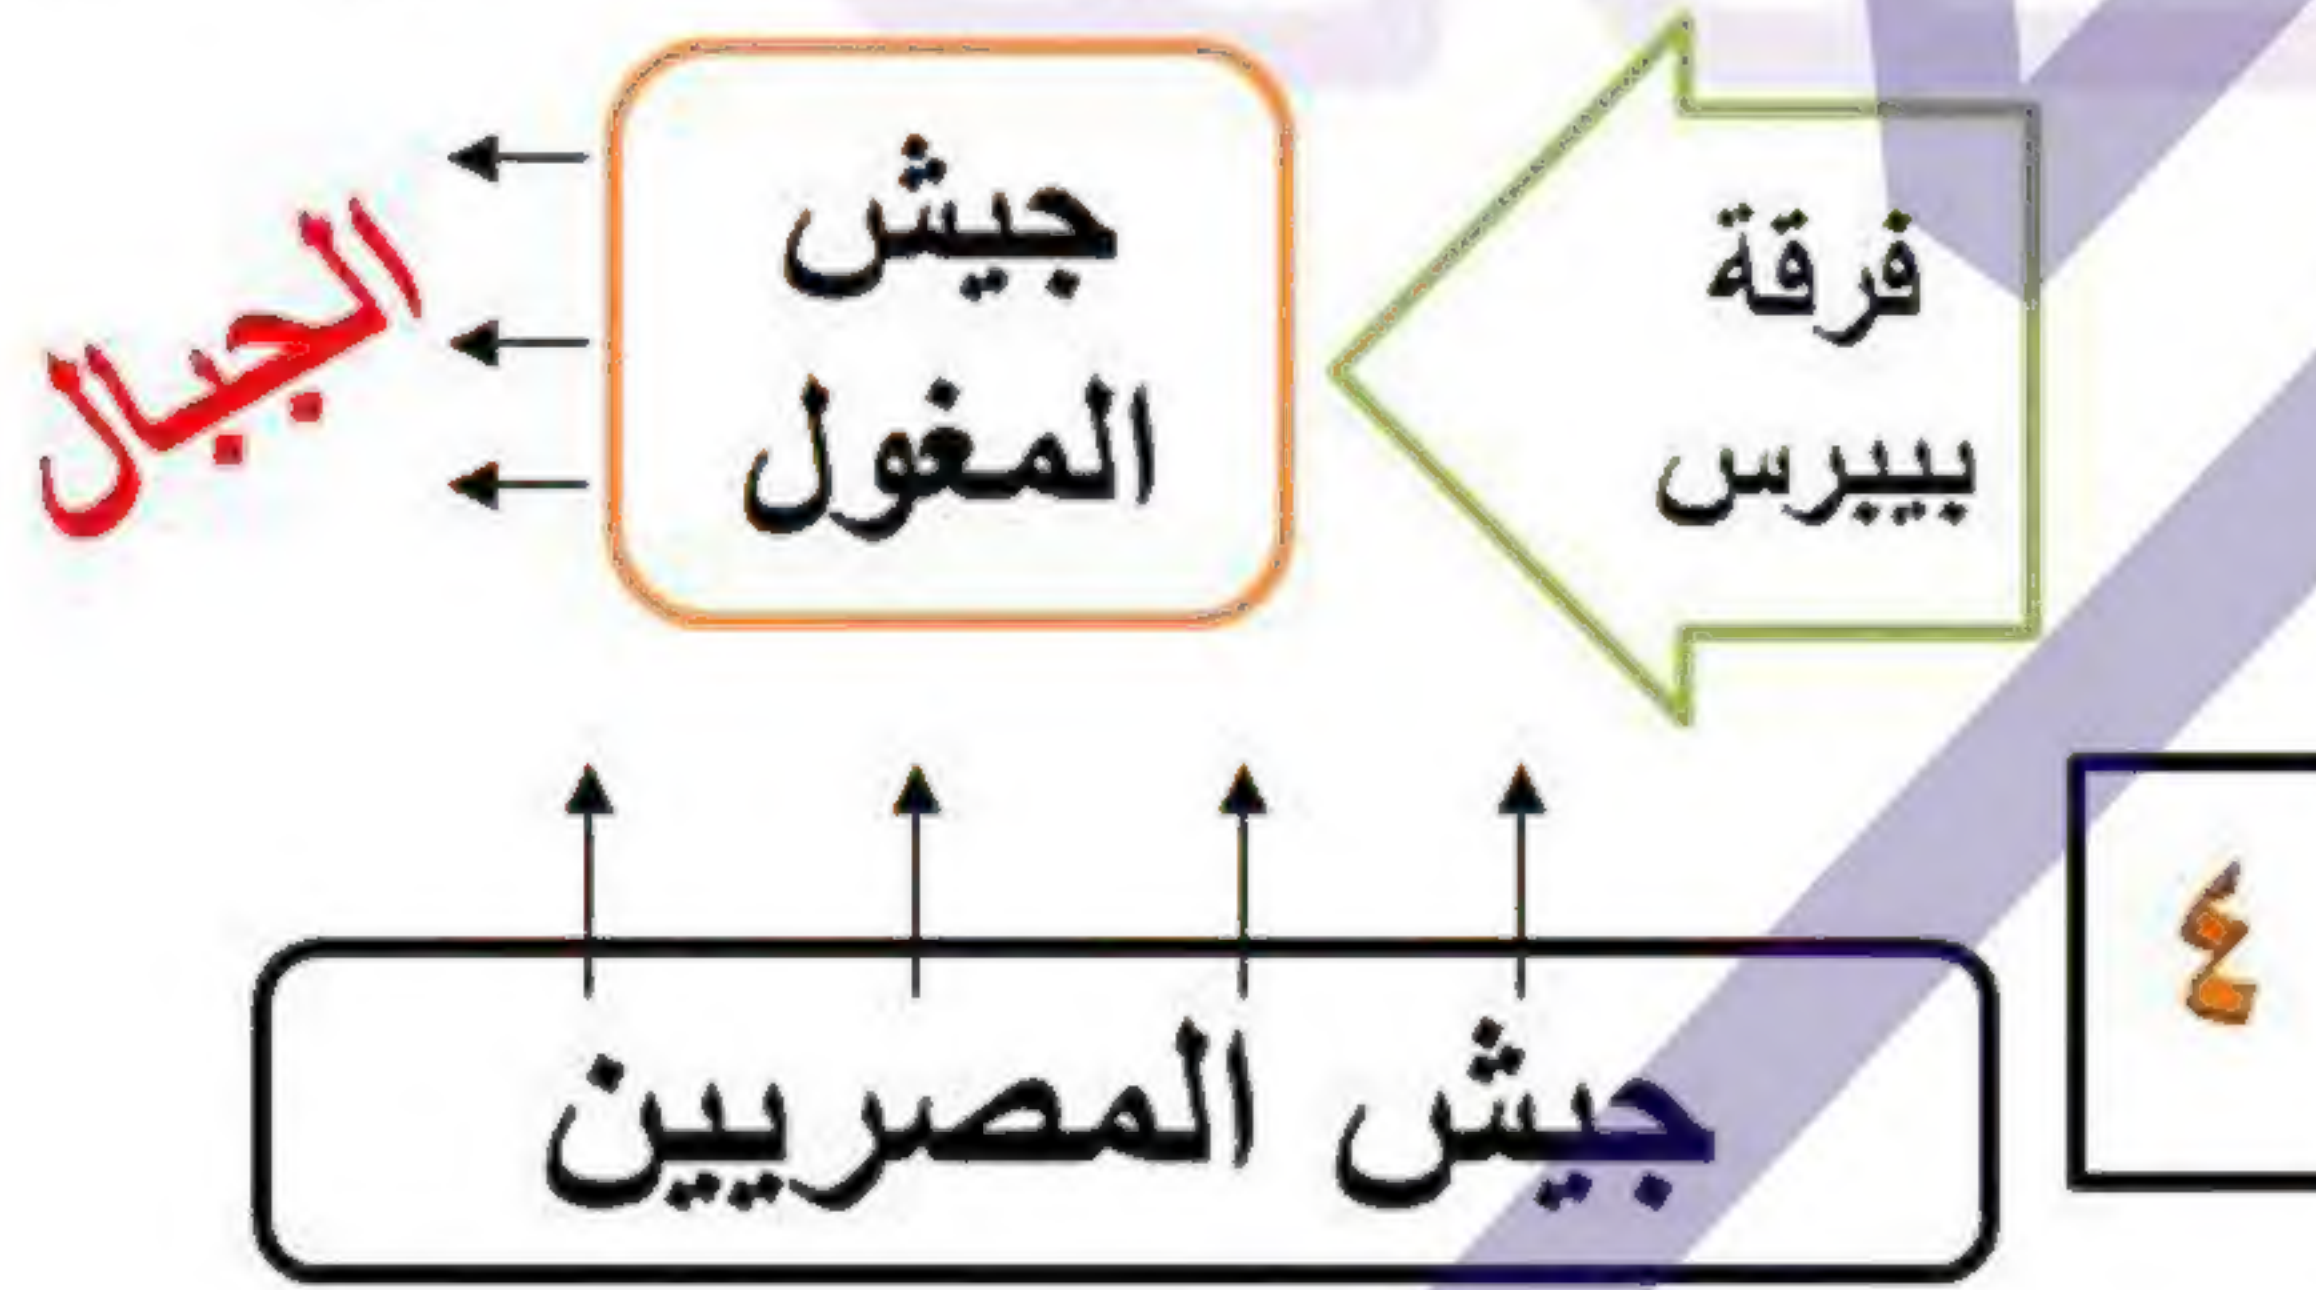 فرقة
بيبرس
جيش
المغول
الجبال
جيش المصريين
٤